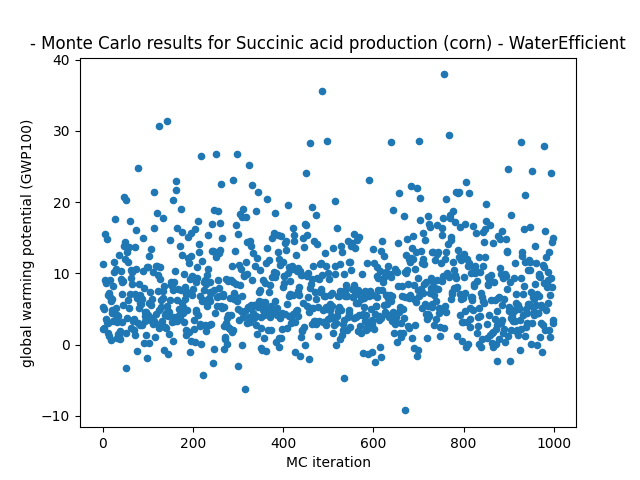 - Monte Carlo results for Succinic acid production (corn) - WaterEfficient
40
30
20
10
0
−10
global warming potential (GWP100)
0 200 400 600 800 1000
MC iteration